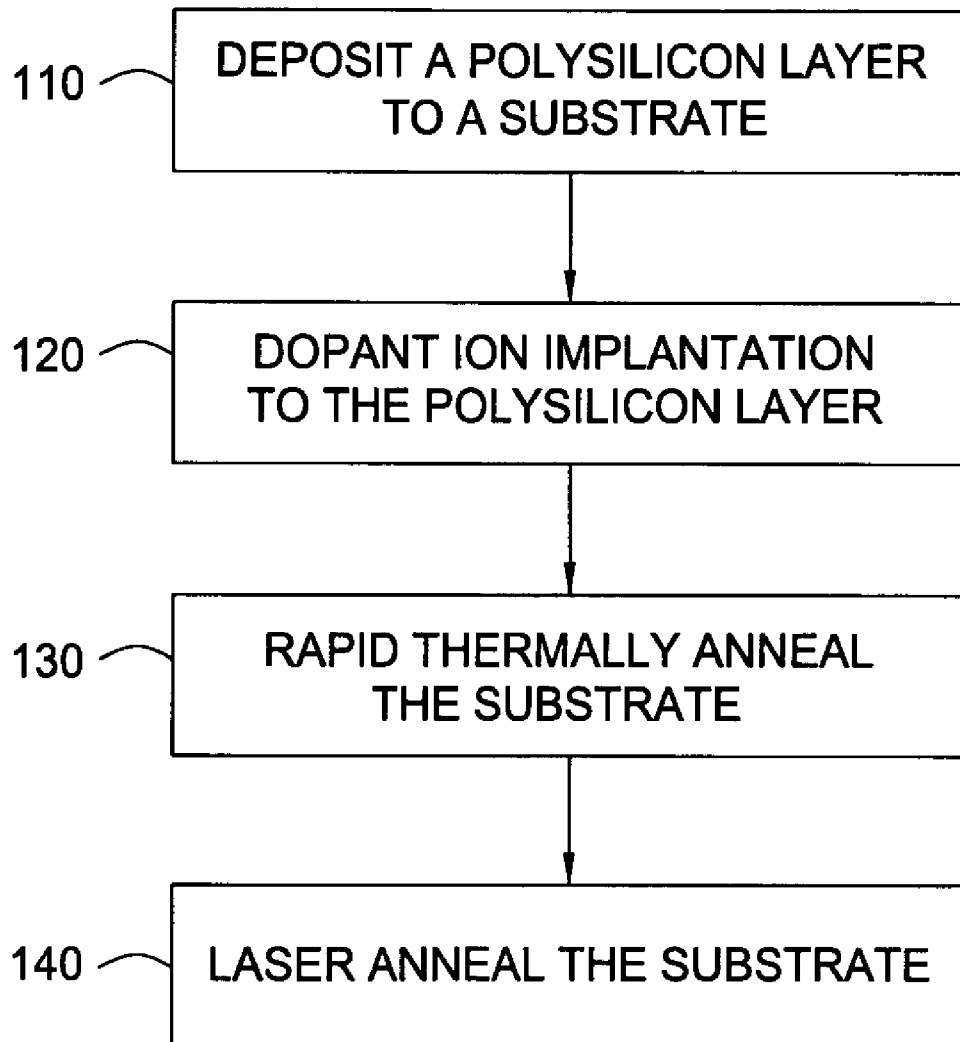 110
DEPOSIT A POLYSILICON LAYER
TO A SUBSTRATE
120
DOPANT ION IMPLANTATION
TO THE POLYSILICON LAYER
130
RAPID THERMALLY ANNEAL
THE SUBSTRATE
140
LASER ANNEAL THE SUBSTRATE